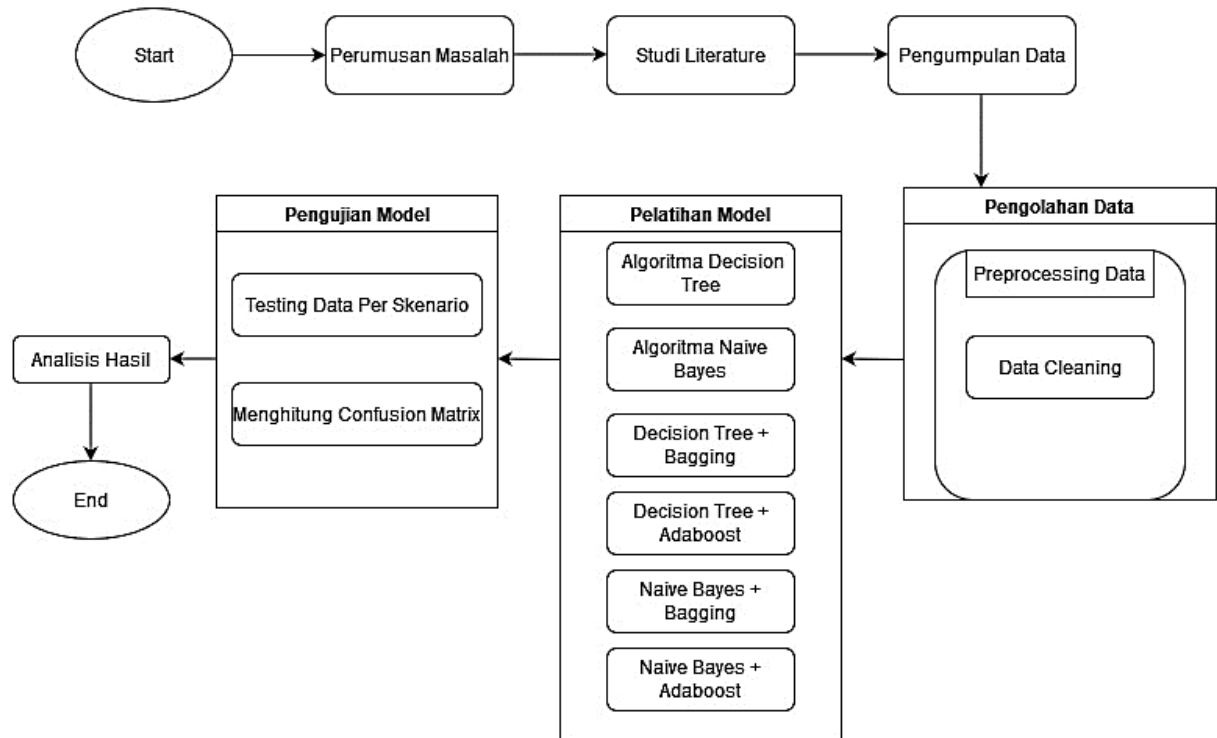 Start
Perumusan Masalah
Studi Literature
Pengumpulan Data
Pengolahan Data
Preprocessing Data
Data Cleaning
Pelatihan Model
Algoritma Decision
Tree
Algoritma Naive
Bayes
Decision Tree +
Bagging
Decision Tree +
Adaboost
Naive Bayes +
Bagging
Naive Bayes +
Adaboost
Pengujian Model
Testing Data Per Skenario
Menghitung Confusion Matrix
Analisis Hasil
End